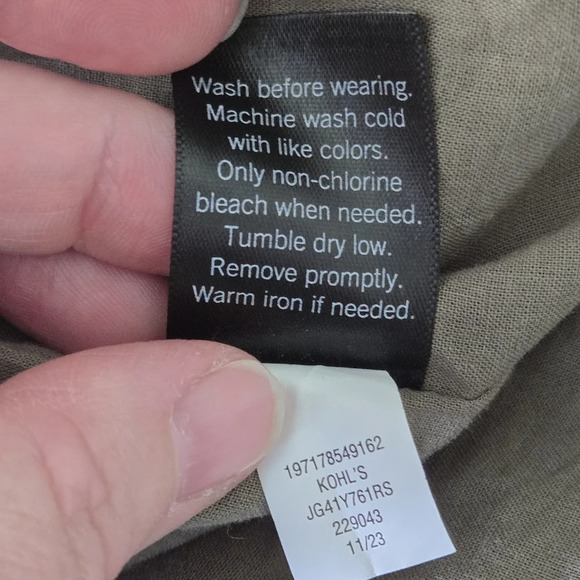 Wash before wearing.
Machine wash cold
with like colors.
Only non-chlorine
bleach when needed.
Tumble dry low.
Remove promptly.
Warm iron if needed.
197178549162
KOHL'S
JG41Y761RS
229043
11/23